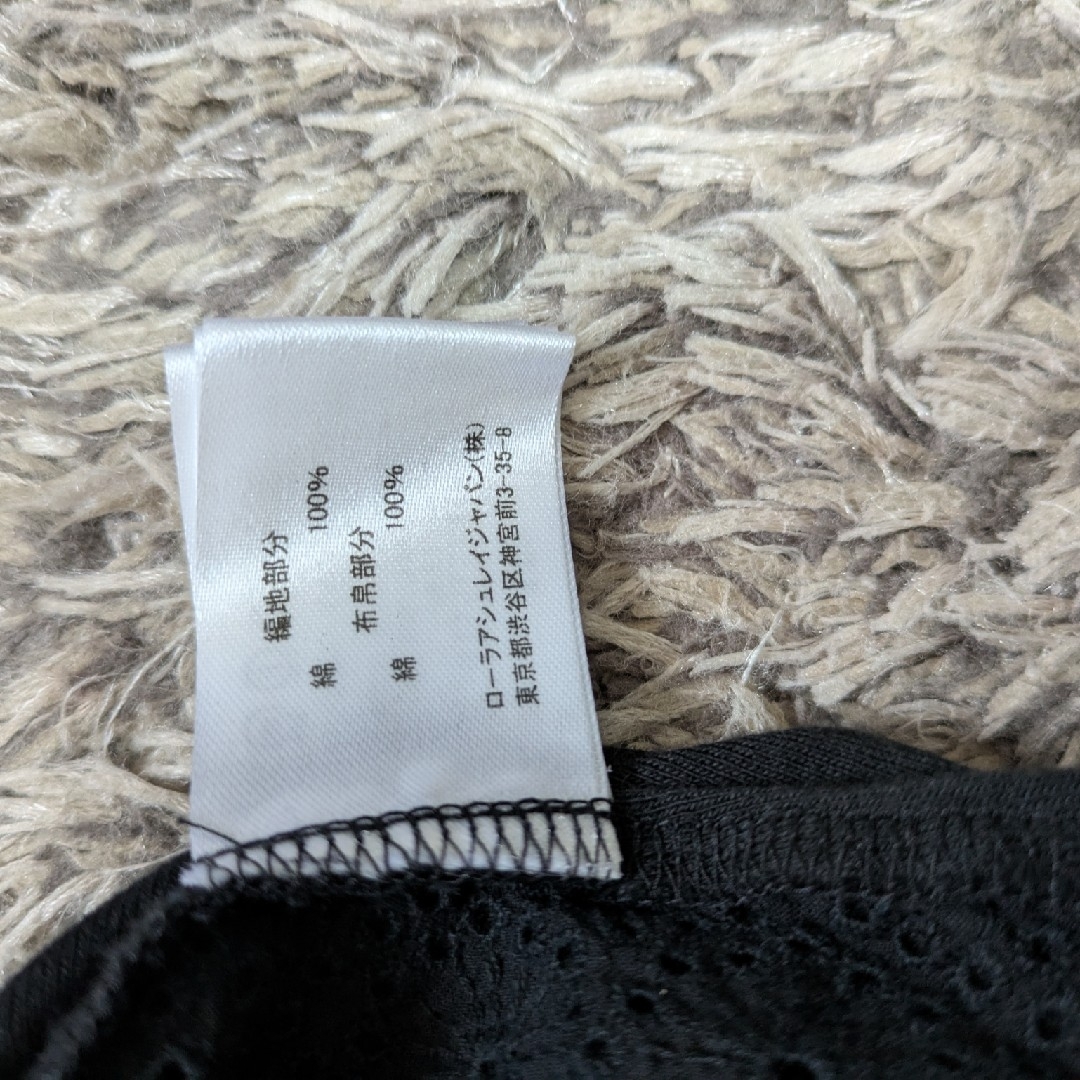 編地部分
綿 100%
布帛部分
綿 100%
ローラアシュレイジャパン(株)
東京都渋谷区神宮前3-35-8